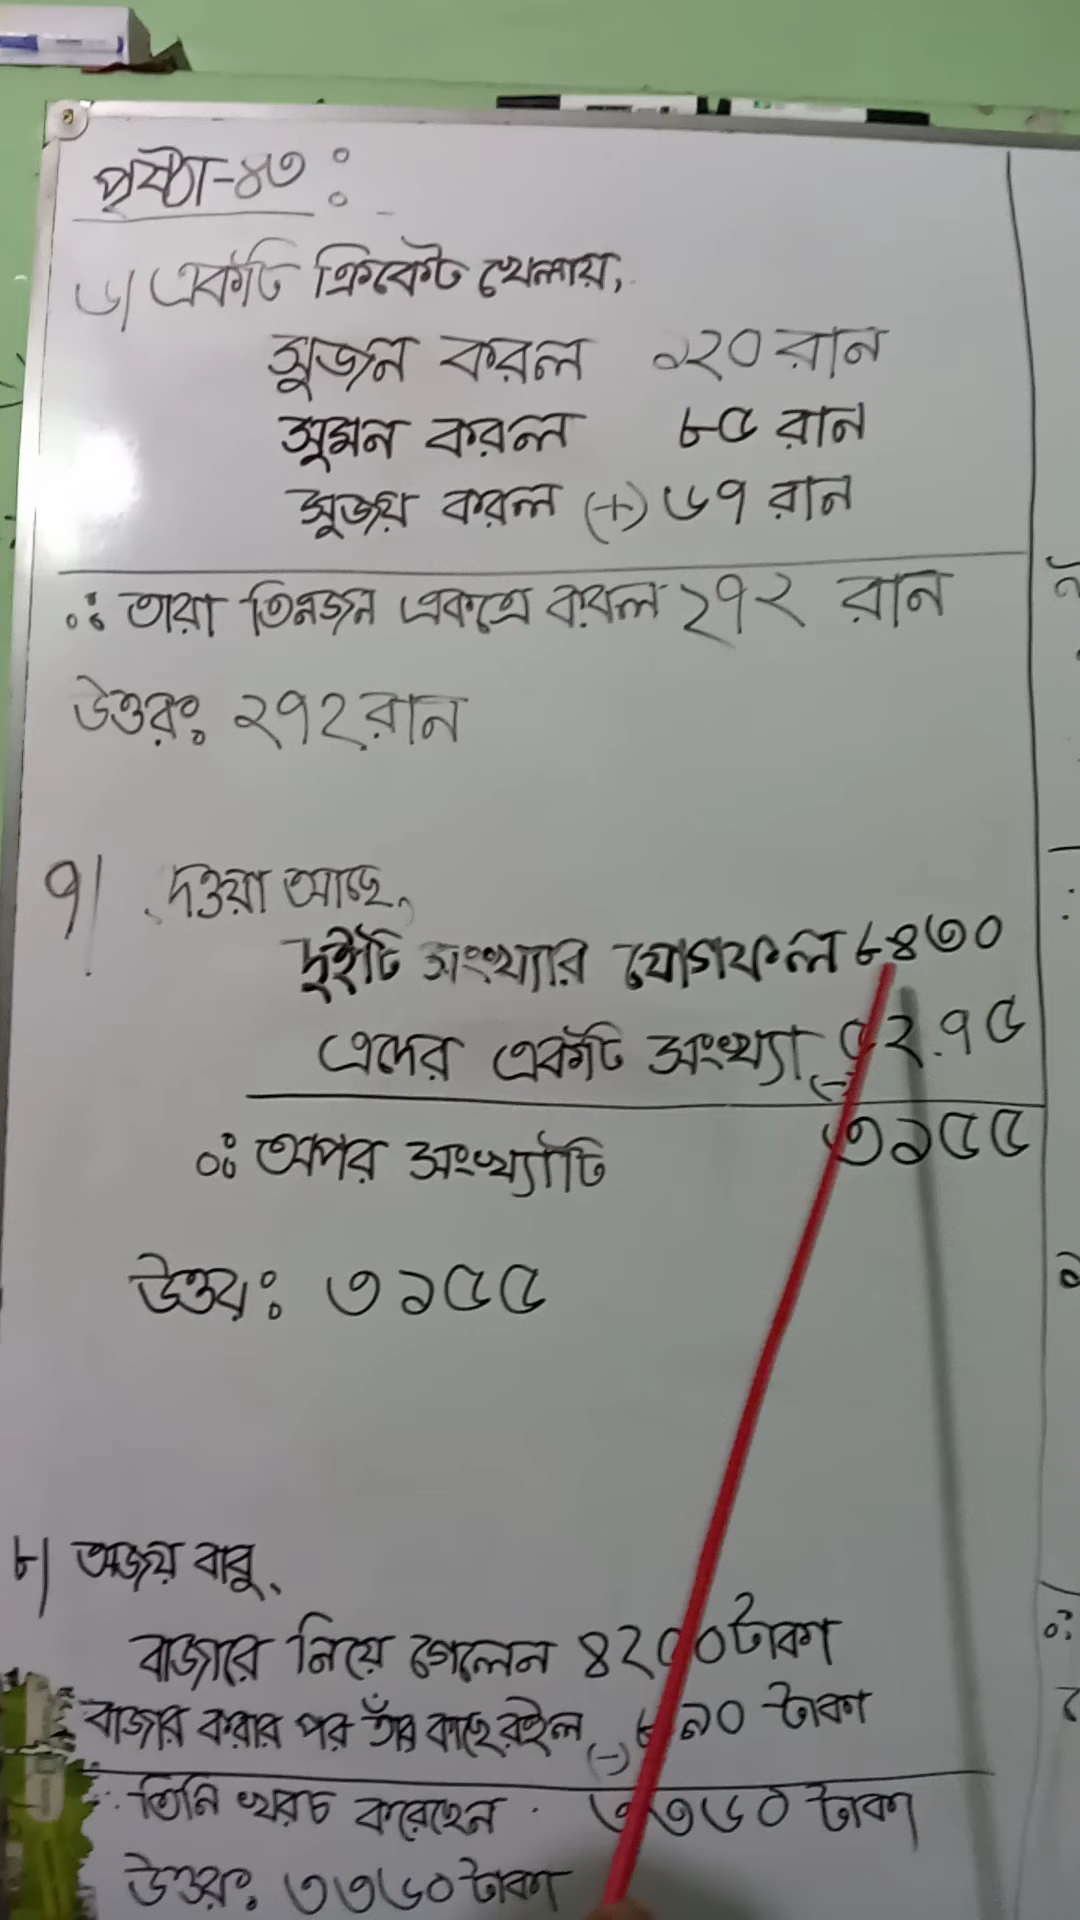 পৃষ্ঠা-৪৩ :
৬| একটি ক্রিকেট খেলায়,
সুজন করল ১২০ রান
সুমন করল ৮৫ রান
সুজয় করল (+) ৬৭ রান
∴ তারা তিনজন একত্রে করল ২৭২ রান
উত্তর: ২৭২ রান
৭| দেওয়া আছে,
দুইটি সংখ্যার যোগফল ৮৪৩০
এদের একটি সংখ্যা (-) ৫২৭৫
∴ অপর সংখ্যাটি ৩১৫৫
উত্তর: ৩১৫৫
৮| অজয় বাবু,
বাজারে নিয়ে গেলেন ৪২৫০ টাকা
বাজার করার পর তাঁর কাছে রইল (-) ৮৯০ টাকা
∴ তিনি খরচ করেছেন ৩৩৬০ টাকা
উত্তর: ৩৩৬০ টাকা